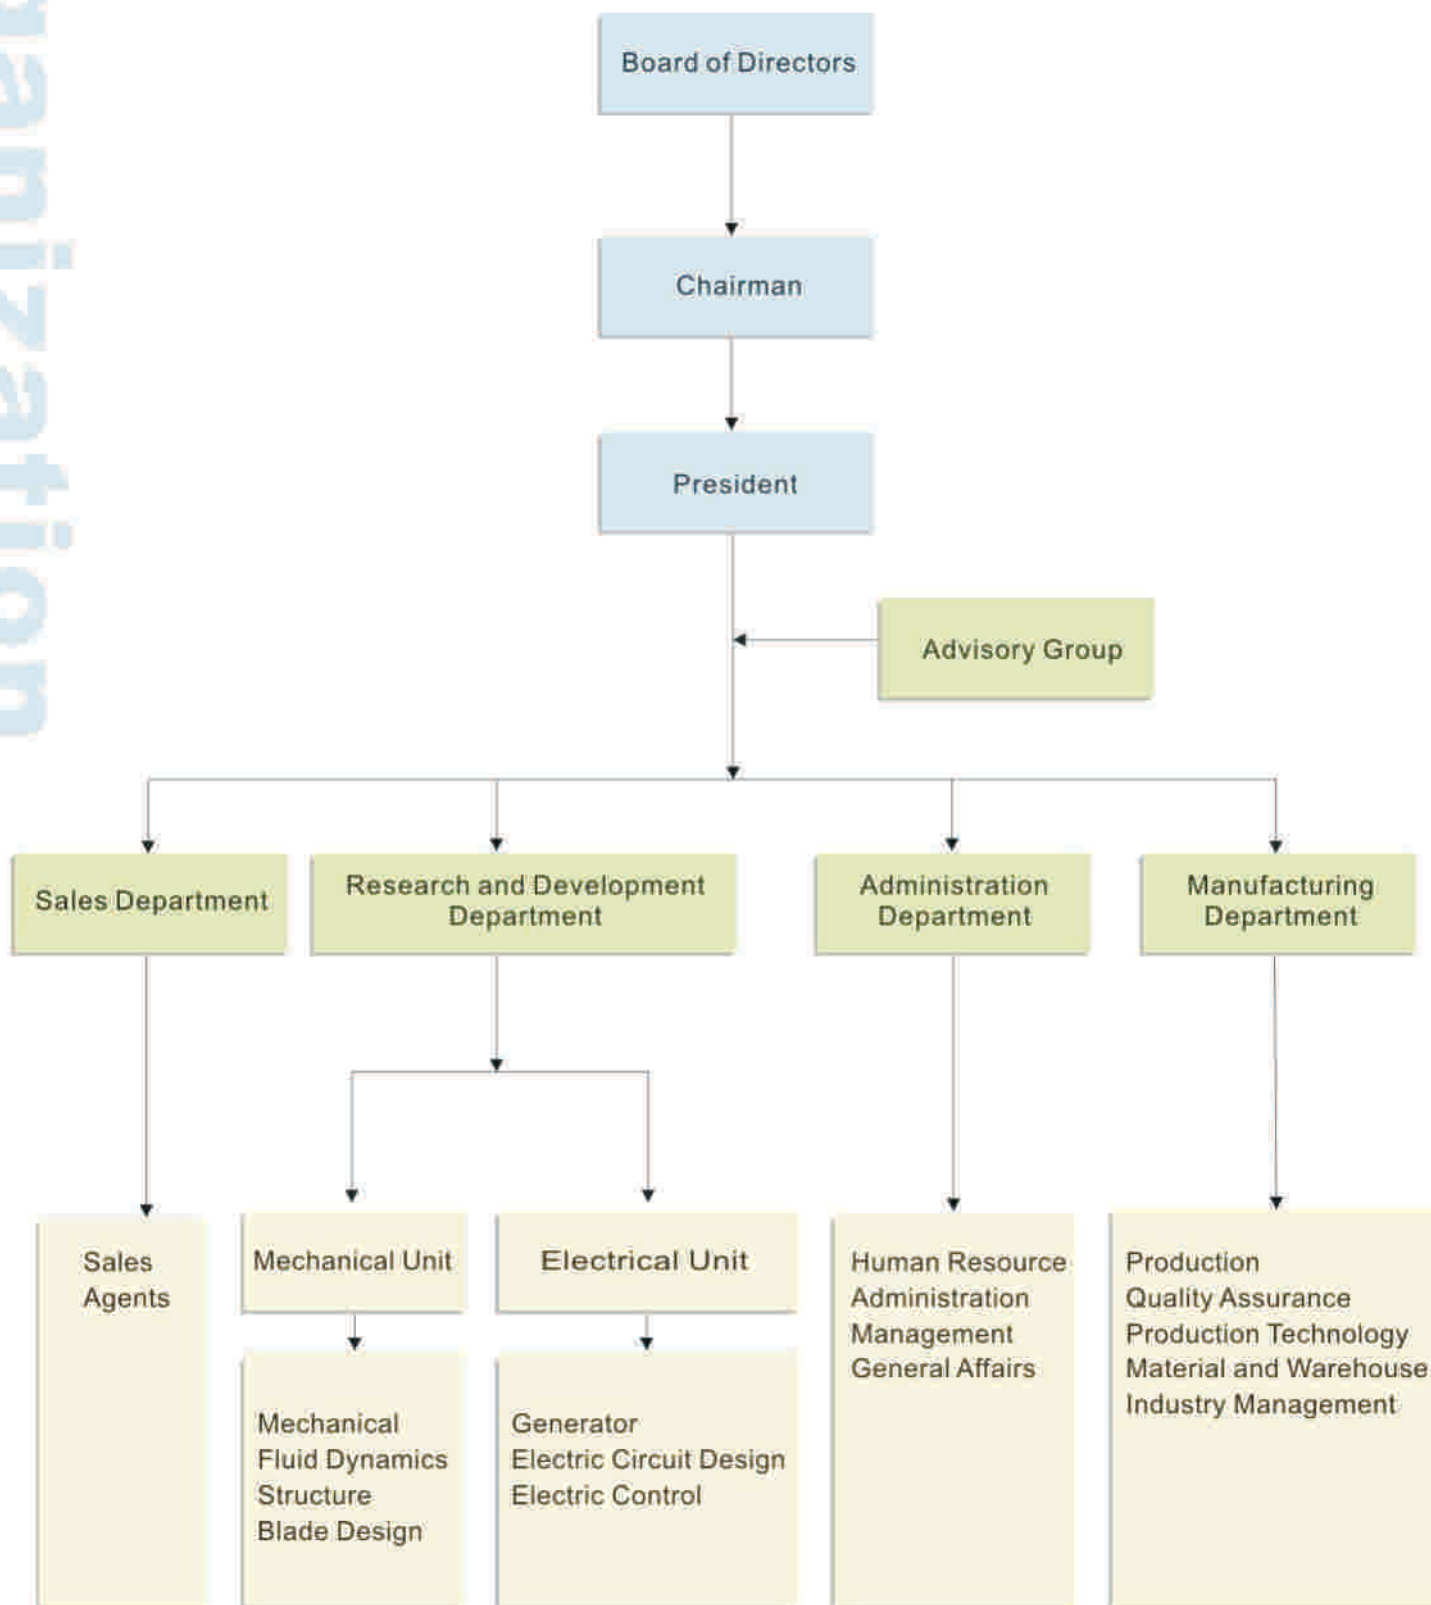 anization
Board of Directors
Chairman
President
Advisory Group
Sales Department
Research and Development
Department
Administration
Department
Manufacturing
Department
Sales
Agents
Mechanical Unit
Electrical Unit
Human Resource
Administration
Management
General Affairs
Production
Quality Assurance
Production Technology
Material and Warehouse
Industry Management
Mechanical
Fluid Dynamics
Structure
Blade Design
Generator
Electric Circuit Design
Electric Control